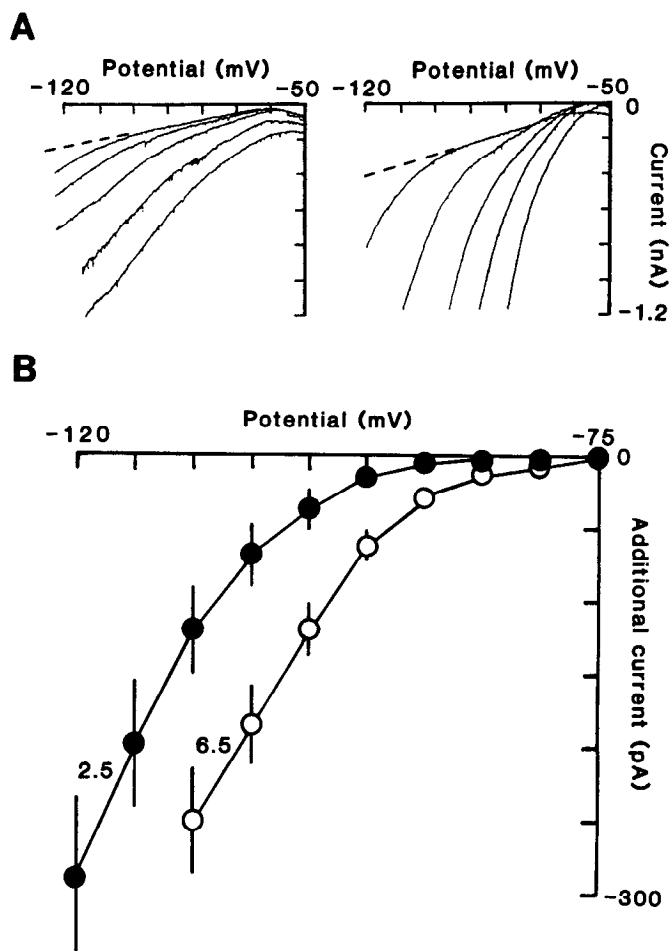 A
Potential (mV)
-120
-50
Potential (mV)
-120
-50
0
Current (nA)
-1.2
B
Potential (mV)
-120
-75
0
Additional current (pA)
2.5
6.5
-300